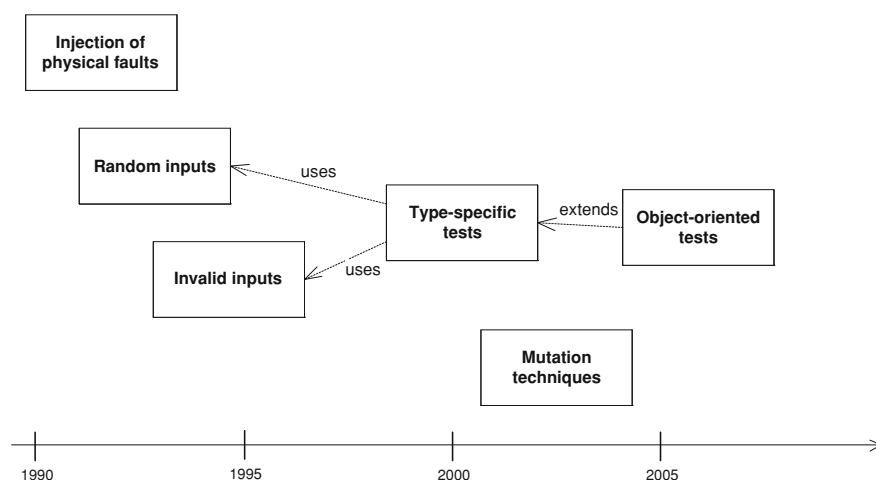 Injection of
physical faults
Random inputs
uses
Type-specific
tests
extends
Object-oriented
tests
Invalid inputs
uses
Mutation
techniques
1990
1995
2000
2005